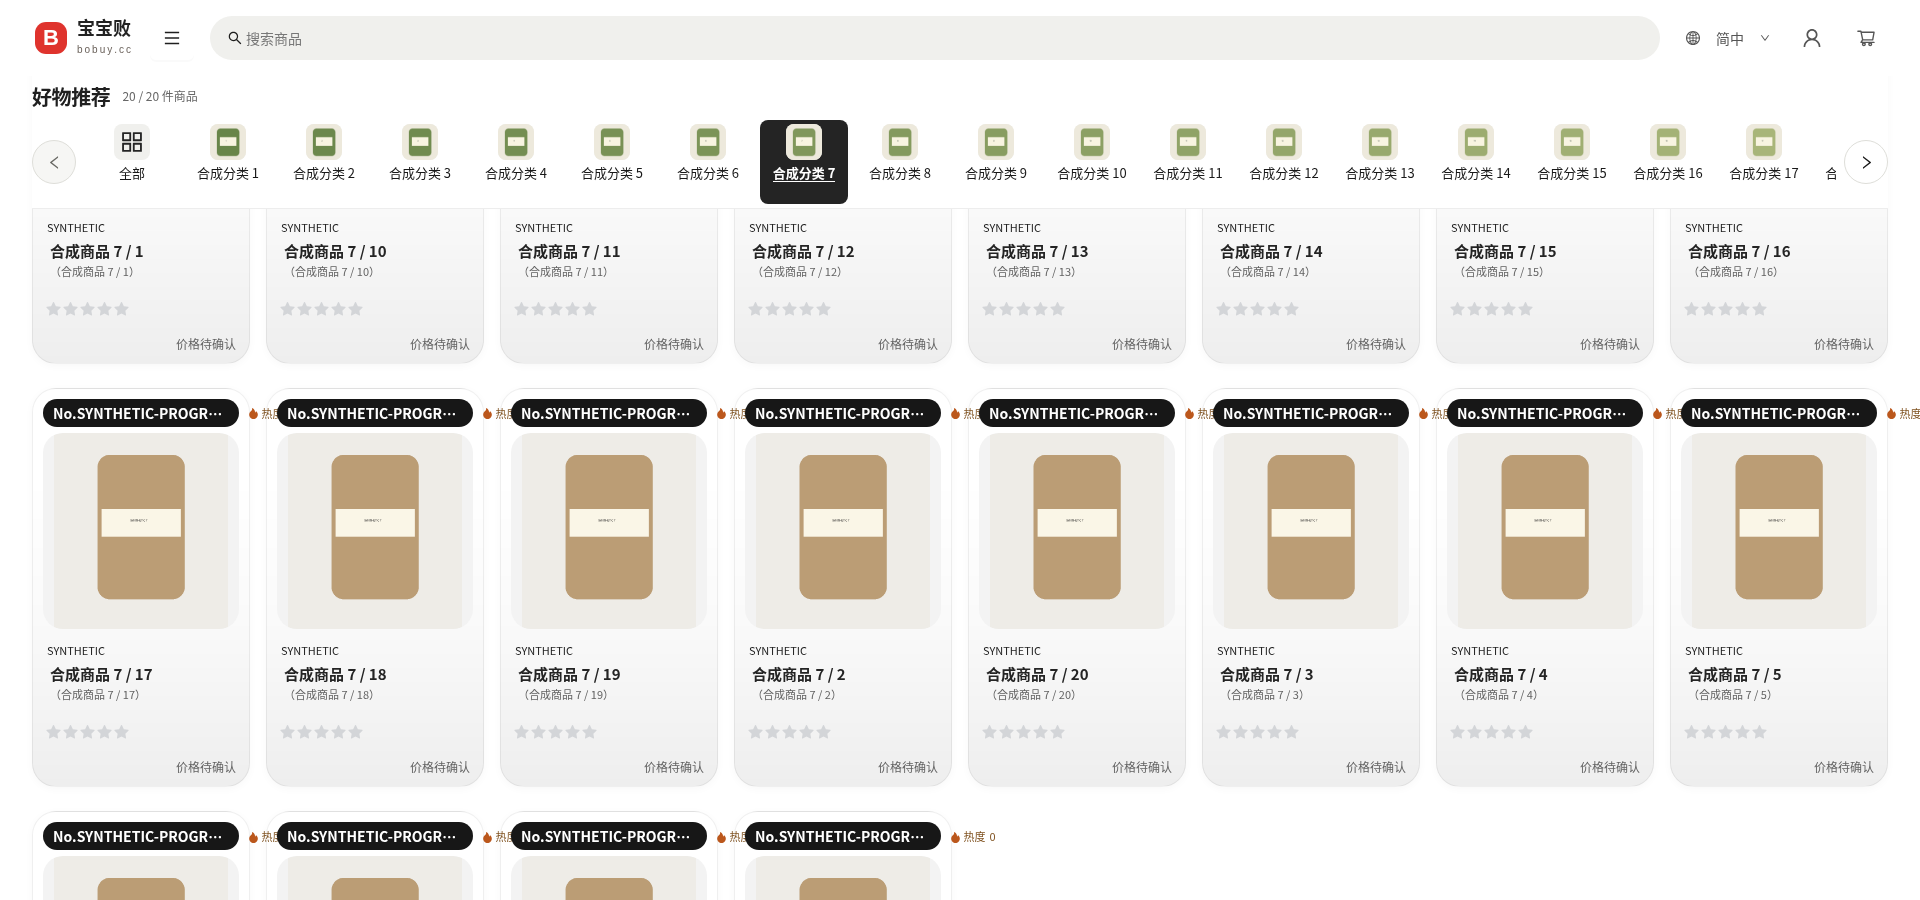 B
宝宝败
bobuy.cc
搜索商品
简中
好物推荐 20 / 20 件商品
全部 合成分类 1 合成分类 2 合成分类 3 合成分类 4 合成分类 5 合成分类 6 合成分类 7 合成分类 8 合成分类 9 合成分类 10 合成分类 11 合成分类 12 合成分类 13 合成分类 14 合成分类 15 合成分类 16 合成分类 17 合
SYNTHETIC SYNTHETIC SYNTHETIC SYNTHETIC SYNTHETIC SYNTHETIC SYNTHETIC SYNTHETIC
合成商品 7 / 1 合成商品 7 / 10 合成商品 7 / 11 合成商品 7 / 12 合成商品 7 / 13 合成商品 7 / 14 合成商品 7 / 15 合成商品 7 / 16
（合成商品 7 / 1） （合成商品 7 / 10） （合成商品 7 / 11） （合成商品 7 / 12） （合成商品 7 / 13） （合成商品 7 / 14） （合成商品 7 / 15） （合成商品 7 / 16）
价格待确认 价格待确认 价格待确认 价格待确认 价格待确认 价格待确认 价格待确认 价格待确认
No.SYNTHETIC-PROGR··· 热度 No.SYNTHETIC-PROGR··· 热度 No.SYNTHETIC-PROGR··· 热度 No.SYNTHETIC-PROGR··· 热度 No.SYNTHETIC-PROGR··· 热度 No.SYNTHETIC-PROGR··· 热度 No.SYNTHETIC-PROGR··· 热度 No.SYNTHETIC-PROGR··· 热度
SYNTHETIC SYNTHETIC SYNTHETIC SYNTHETIC SYNTHETIC SYNTHETIC SYNTHETIC SYNTHETIC
合成商品 7 / 17 合成商品 7 / 18 合成商品 7 / 19 合成商品 7 / 2 合成商品 7 / 20 合成商品 7 / 3 合成商品 7 / 4 合成商品 7 / 5
（合成商品 7 / 17） （合成商品 7 / 18） （合成商品 7 / 19） （合成商品 7 / 2） （合成商品 7 / 20） （合成商品 7 / 3） （合成商品 7 / 4） （合成商品 7 / 5）
价格待确认 价格待确认 价格待确认 价格待确认 价格待确认 价格待确认 价格待确认 价格待确认
No.SYNTHETIC-PROGR··· 热度 No.SYNTHETIC-PROGR··· 热度 No.SYNTHETIC-PROGR··· 热度 No.SYNTHETIC-PROGR··· 热度 0